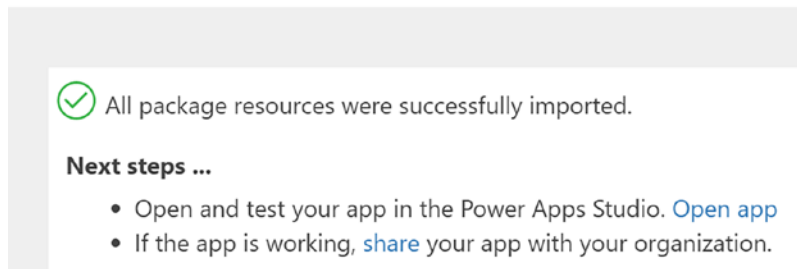 All package resources were successfully imported.
Next steps ...
• Open and test your app in the Power Apps Studio. Open app
• If the app is working, share your app with your organization.